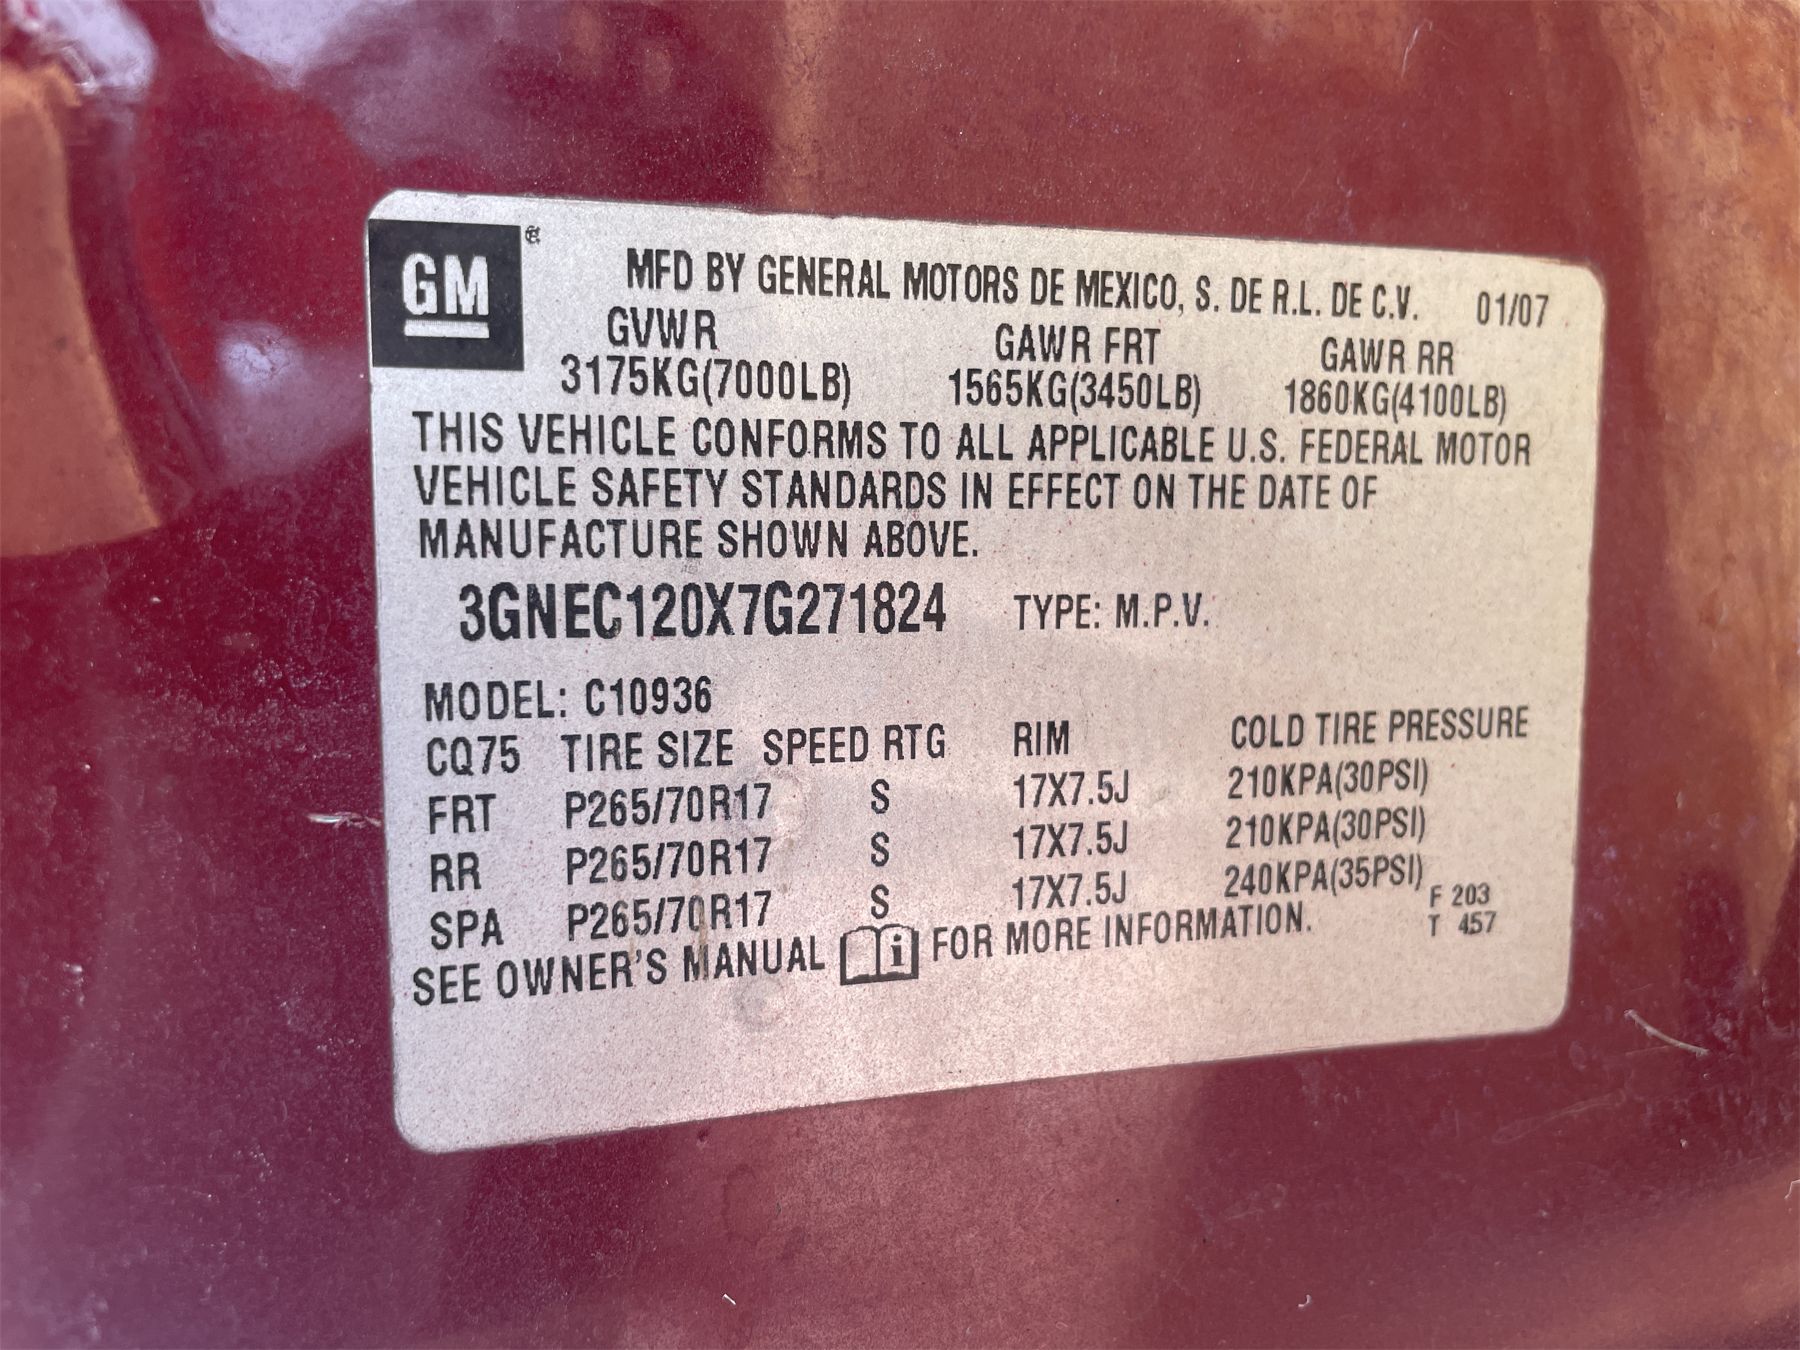 GM
MFD BY GENERAL MOTORS DE MEXICO, S. DE R.L. DE C.V. 01/07
GVWR GAWR FRT GAWR RR
3175KG(7000LB) 1565KG(3450LB) 1860KG(4100LB)
THIS VEHICLE CONFORMS TO ALL APPLICABLE U.S. FEDERAL MOTOR
VEHICLE SAFETY STANDARDS IN EFFECT ON THE DATE OF
MANUFACTURE SHOWN ABOVE.
3GNEC120X7G271824 TYPE: M.P.V.
MODEL: C10936
CQ75 TIRE SIZE SPEED RTG RIM COLD TIRE PRESSURE
FRT P265/70R17 S 17X7.5J 210KPA(30PSI)
RR P265/70R17 S 17X7.5J 210KPA(30PSI)
SPA P265/70R17 S 17X7.5J 240KPA(35PSI)
SEE OWNER'S MANUAL i FOR MORE INFORMATION.
F 203
T 457